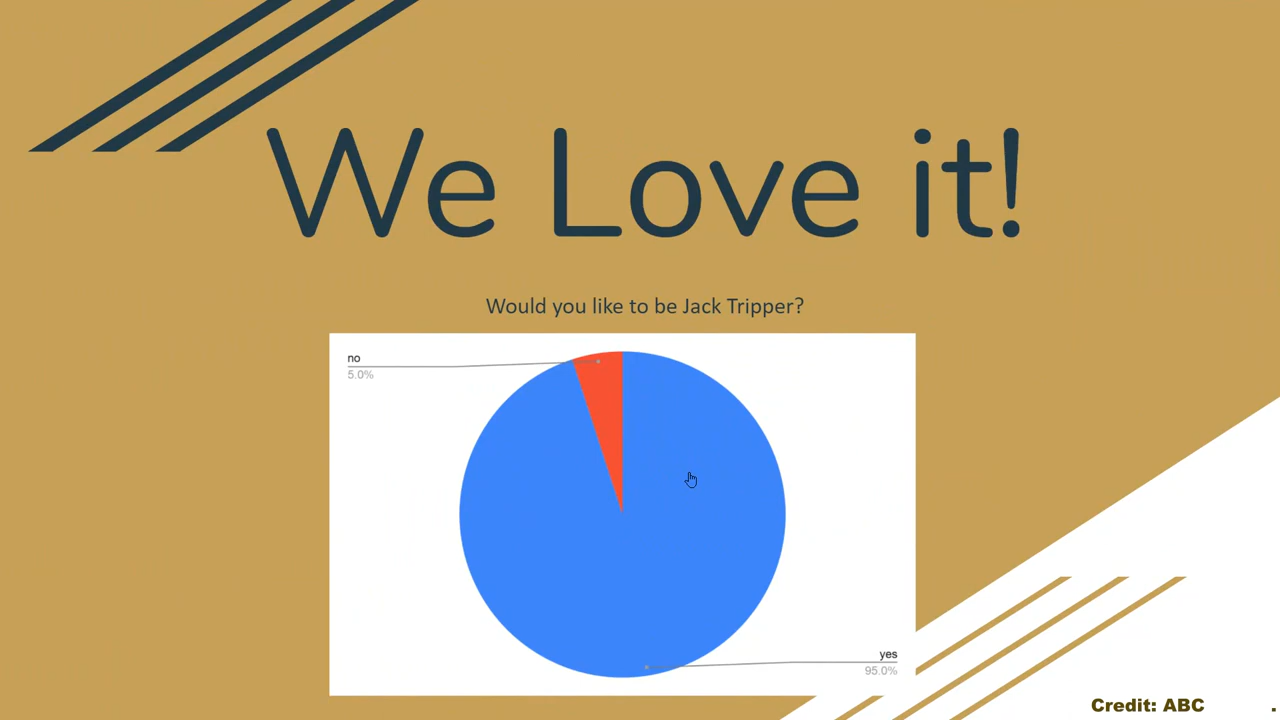 We Love it!
Would you like to be Jack Tripper?
no
5.0%
yes
95.0%
Credit: ABC .